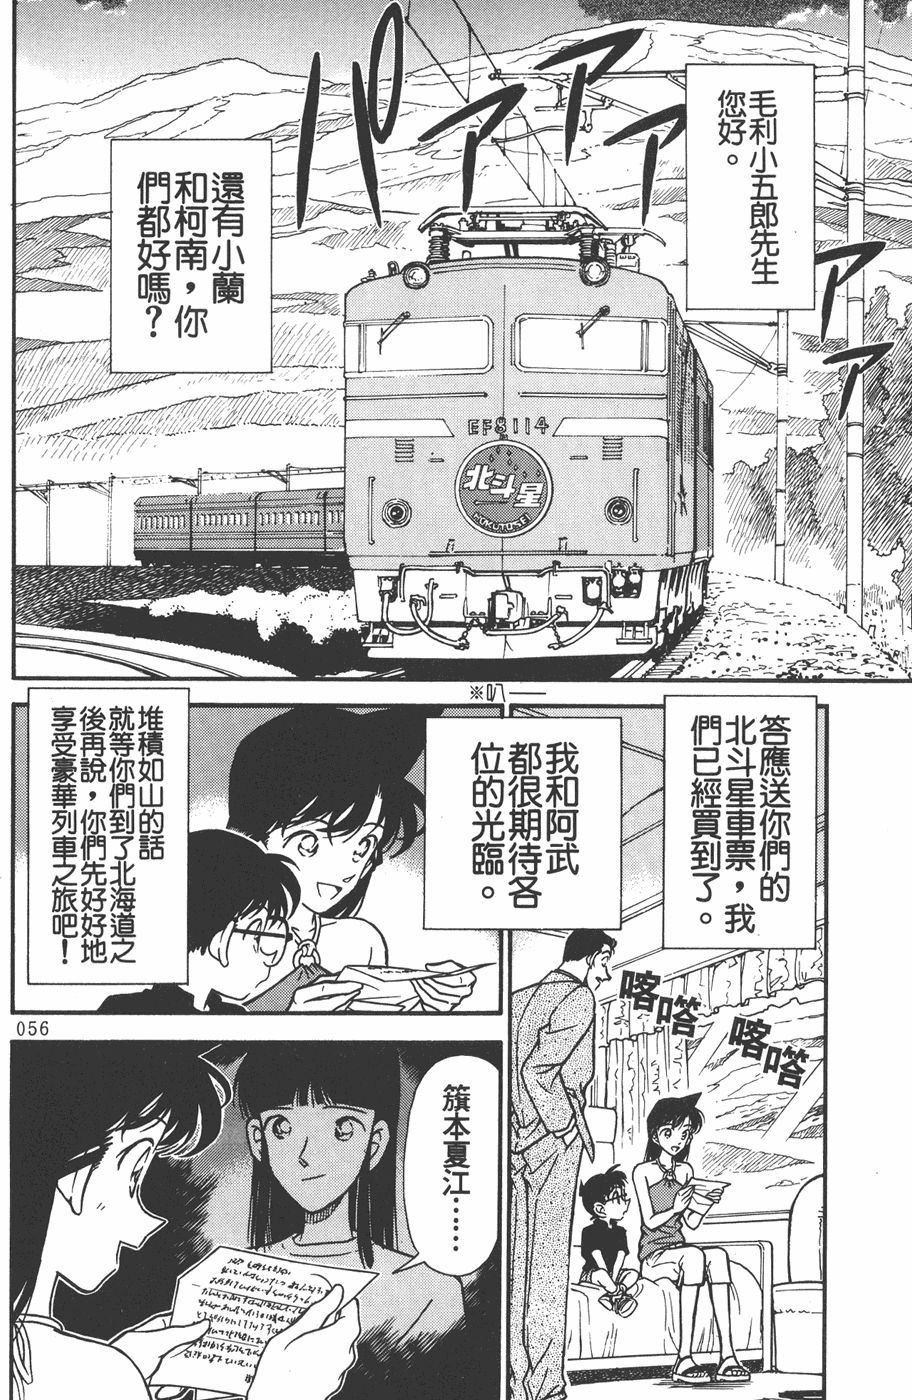 毛利小五郎先生
您好。
還有小蘭
和柯南，你
們都好嗎？
パアアアアア
EF8114
北斗星
HOKUTOSEI
※叭——
答應送你們的
北斗星車票，我
們已經買到了。
我和阿武
都很期待各
位的光臨。
堆積如山的話
就等你們到了北海道之
後再說，你們先好好地
享受豪華列車之旅吧！
喀嗒
喀嗒
056
籏本夏江……